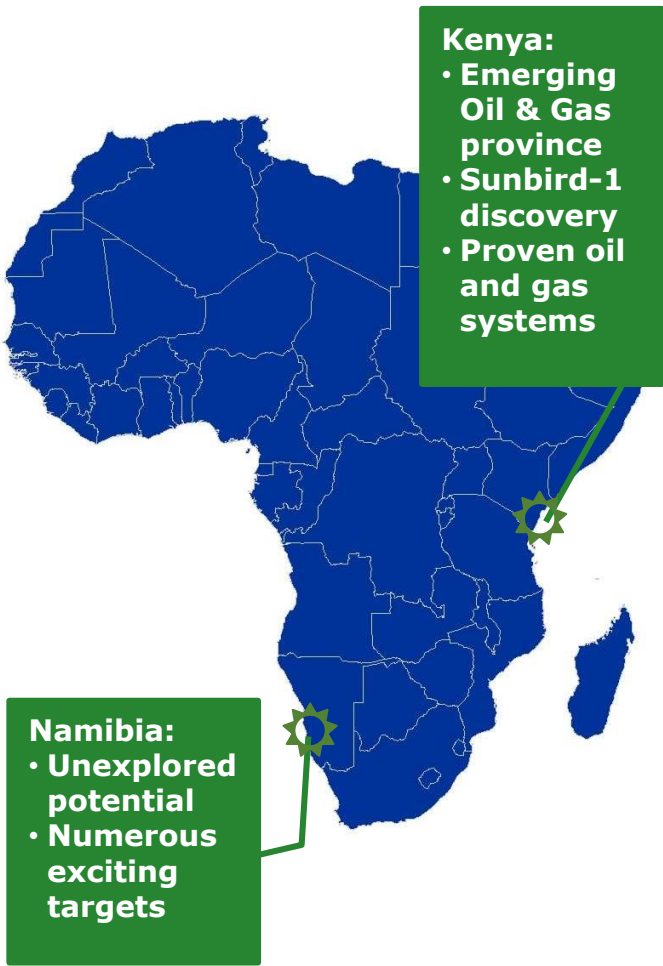 Kenya:
• Emerging
Oil & Gas
province
• Sunbird-1
discovery
• Proven oil
and gas
systems
Namibia:
• Unexplored
potential
• Numerous
exciting
targets